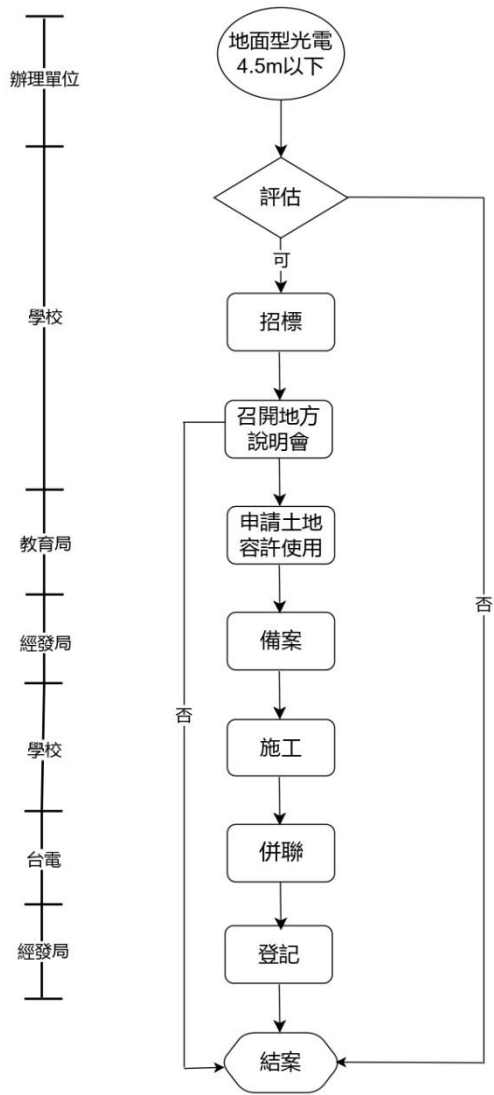 辦理單位
地面型光電
4.5m以下
學校
評估
可
招標
召開地方
說明會
教育局
申請土地
容許使用
否
經發局
備案
否
學校
施工
台電
併聯
經發局
登記
結案